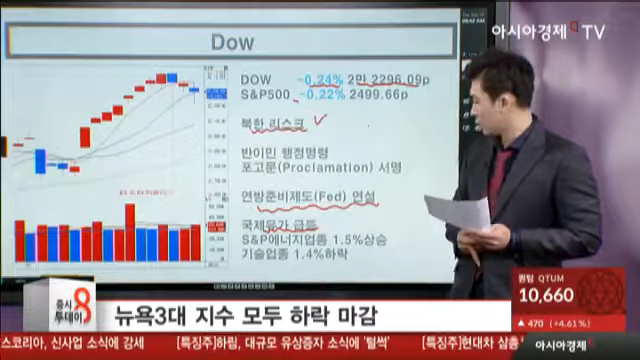 아시아경제 TV
Dow
DOW -0.24% 2만 2296.09p
S&P500 -0.22% 2499.66p
북한 리스크
반이민 행정명령
포고문(Proclamation) 서명
연방준비제도(Fed) 연설
국제유가 급등
S&P에너지업종 1.5%상승
기술업종 1.4%하락
증시
투데이 8
뉴욕3대 지수 모두 하락 마감
퀀텀 QTUM
10,660
▲ 470 (+4.61%)
스코리아, 신사업 소식에 강세 [특징주]하림, 대규모 유상증자 소식에 "털썩" [특징주]현대차 삼
아시아경제 TV